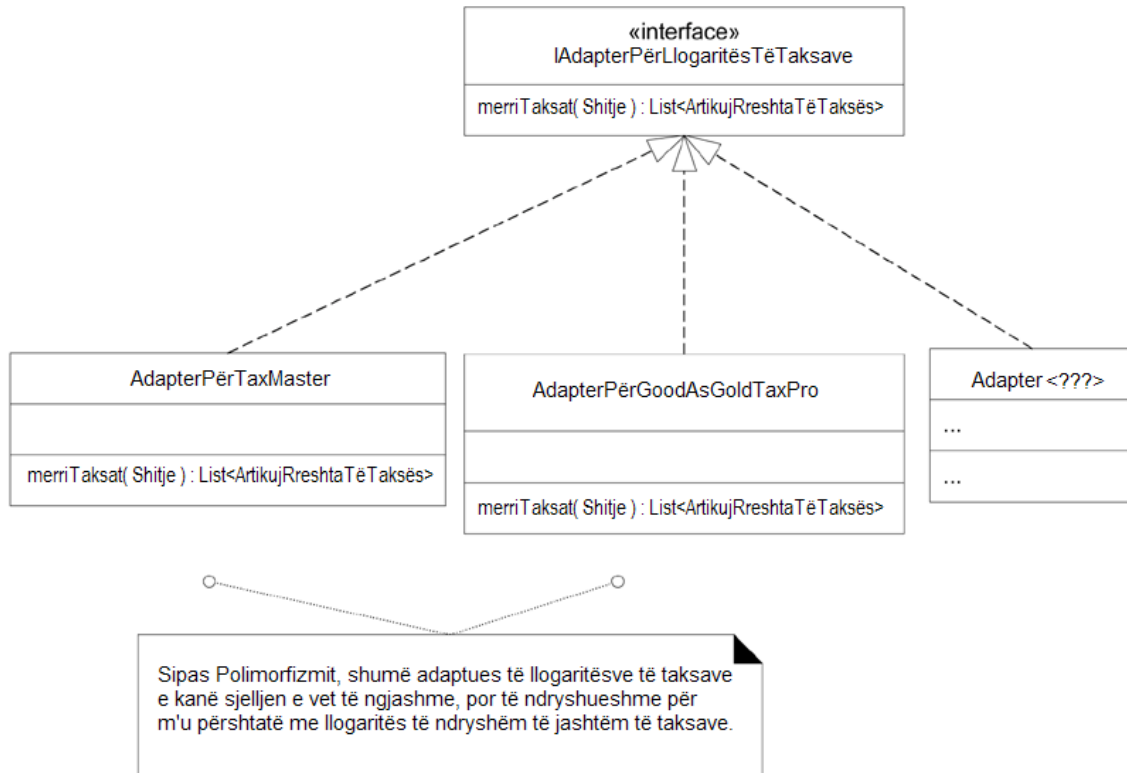 «interface»
IAdapterPërLlogaritësTëTaksave
merriTaksat( Shitje ) : List<ArtikujRreshtaTëTaksës>
AdapterPërTaxMaster
merriTaksat( Shitje ) : List<ArtikujRreshtaTëTaksës>
AdapterPërGoodAsGoldTaxPro
merriTaksat( Shitje ) : List<ArtikujRreshtaTëTaksës>
Adapter <???>
...
...
Sipas Polimorfizmit, shumë adaptues të llogaritësve të taksave
e kanë sjelljen e vet të ngjashme, por të ndryshueshme për
m'u përshtatë me llogaritës të ndryshëm të jashtëm të taksave.